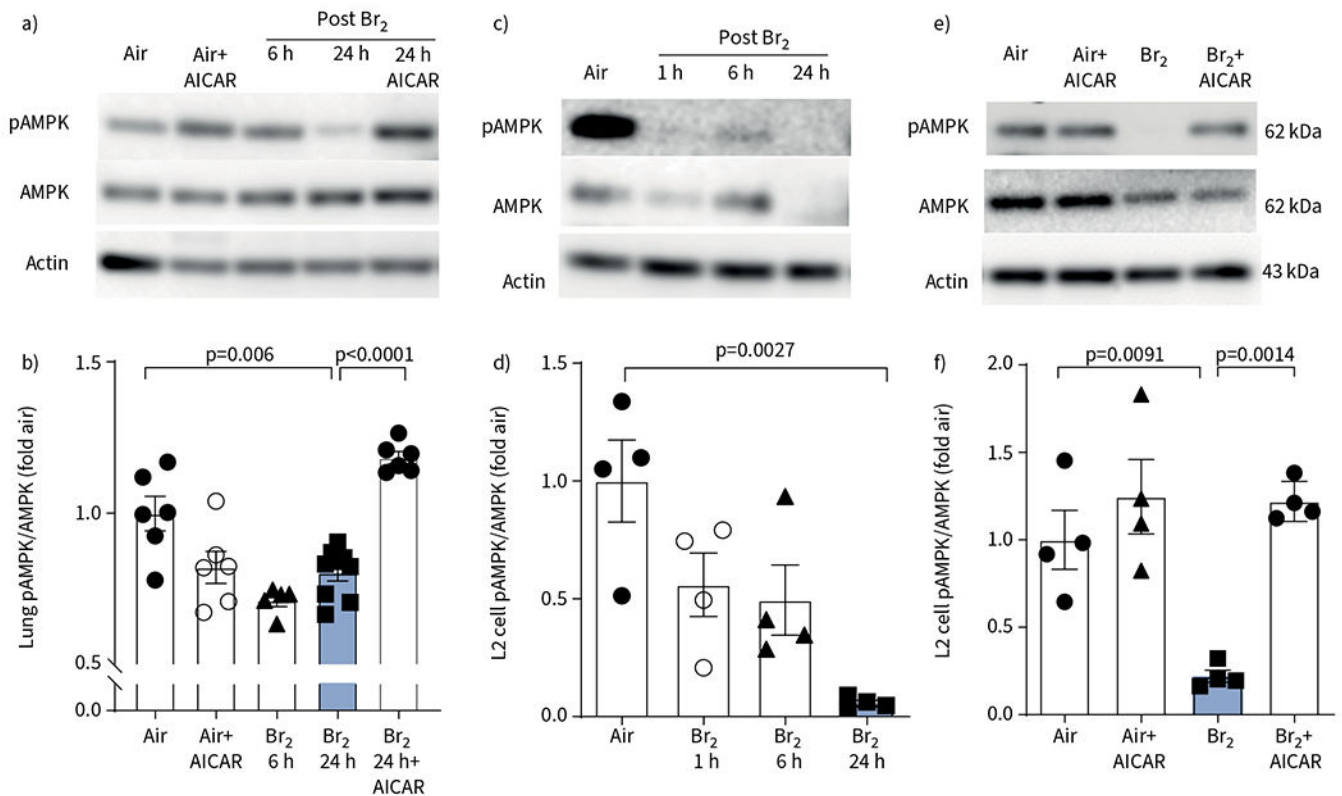 a)
Post Br₂
Air
Air+
AICAR
6 h
24 h
24 h
AICAR
pAMPK
AMPK
Actin
c)
Post Br₂
Air
1 h
6 h
24 h
pAMPK
AMPK
Actin
e)
Air
Air+
AICAR
Br₂
Br₂+
AICAR
pAMPK
62 kDa
AMPK
62 kDa
Actin
43 kDa
b)
Lung pAMPK/AMPK (fold air)
1.5
1.0
0.5
0.0
p=0.006
p<0.0001
Air
Air+
AICAR
Br₂
6 h
Br₂
24 h
Br₂
24 h+
AICAR
d)
L2 cell pAMPK/AMPK (fold air)
1.5
1.0
0.5
0.0
p=0.0027
Air
Br₂
1 h
Br₂
6 h
Br₂
24 h
f)
L2 cell pAMPK/AMPK (fold air)
2.0
1.5
1.0
0.5
0.0
p=0.0091
p=0.0014
Air
Air+
AICAR
Br₂
Br₂+
AICAR